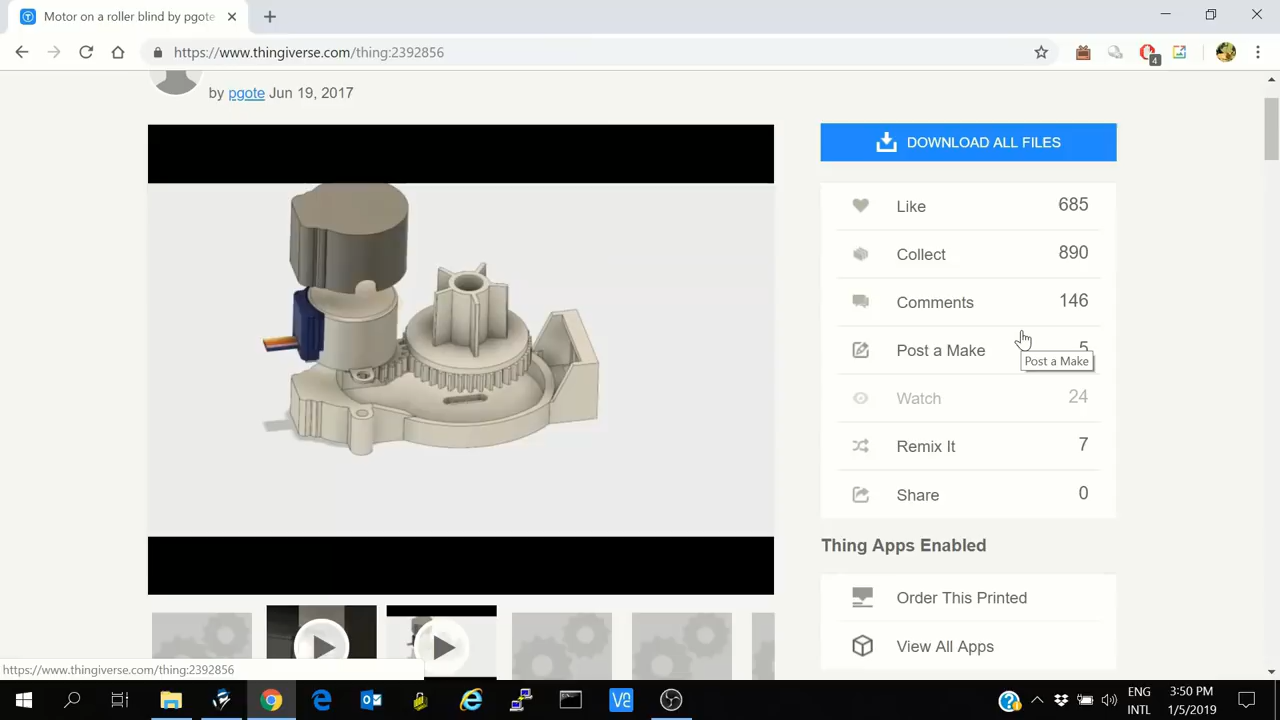 Motor on a roller blind by pgote
https://www.thingiverse.com/thing:2392856
4
by pgote Jun 19, 2017
DOWNLOAD ALL FILES
Like 685
Collect 890
Comments 146
Post a Make 5
Post a Make
Watch 24
Remix It 7
Share 0
Thing Apps Enabled
Order This Printed
View All Apps
https://www.thingiverse.com/thing:2392856
ENG 3:50 PM
INTL 1/5/2019